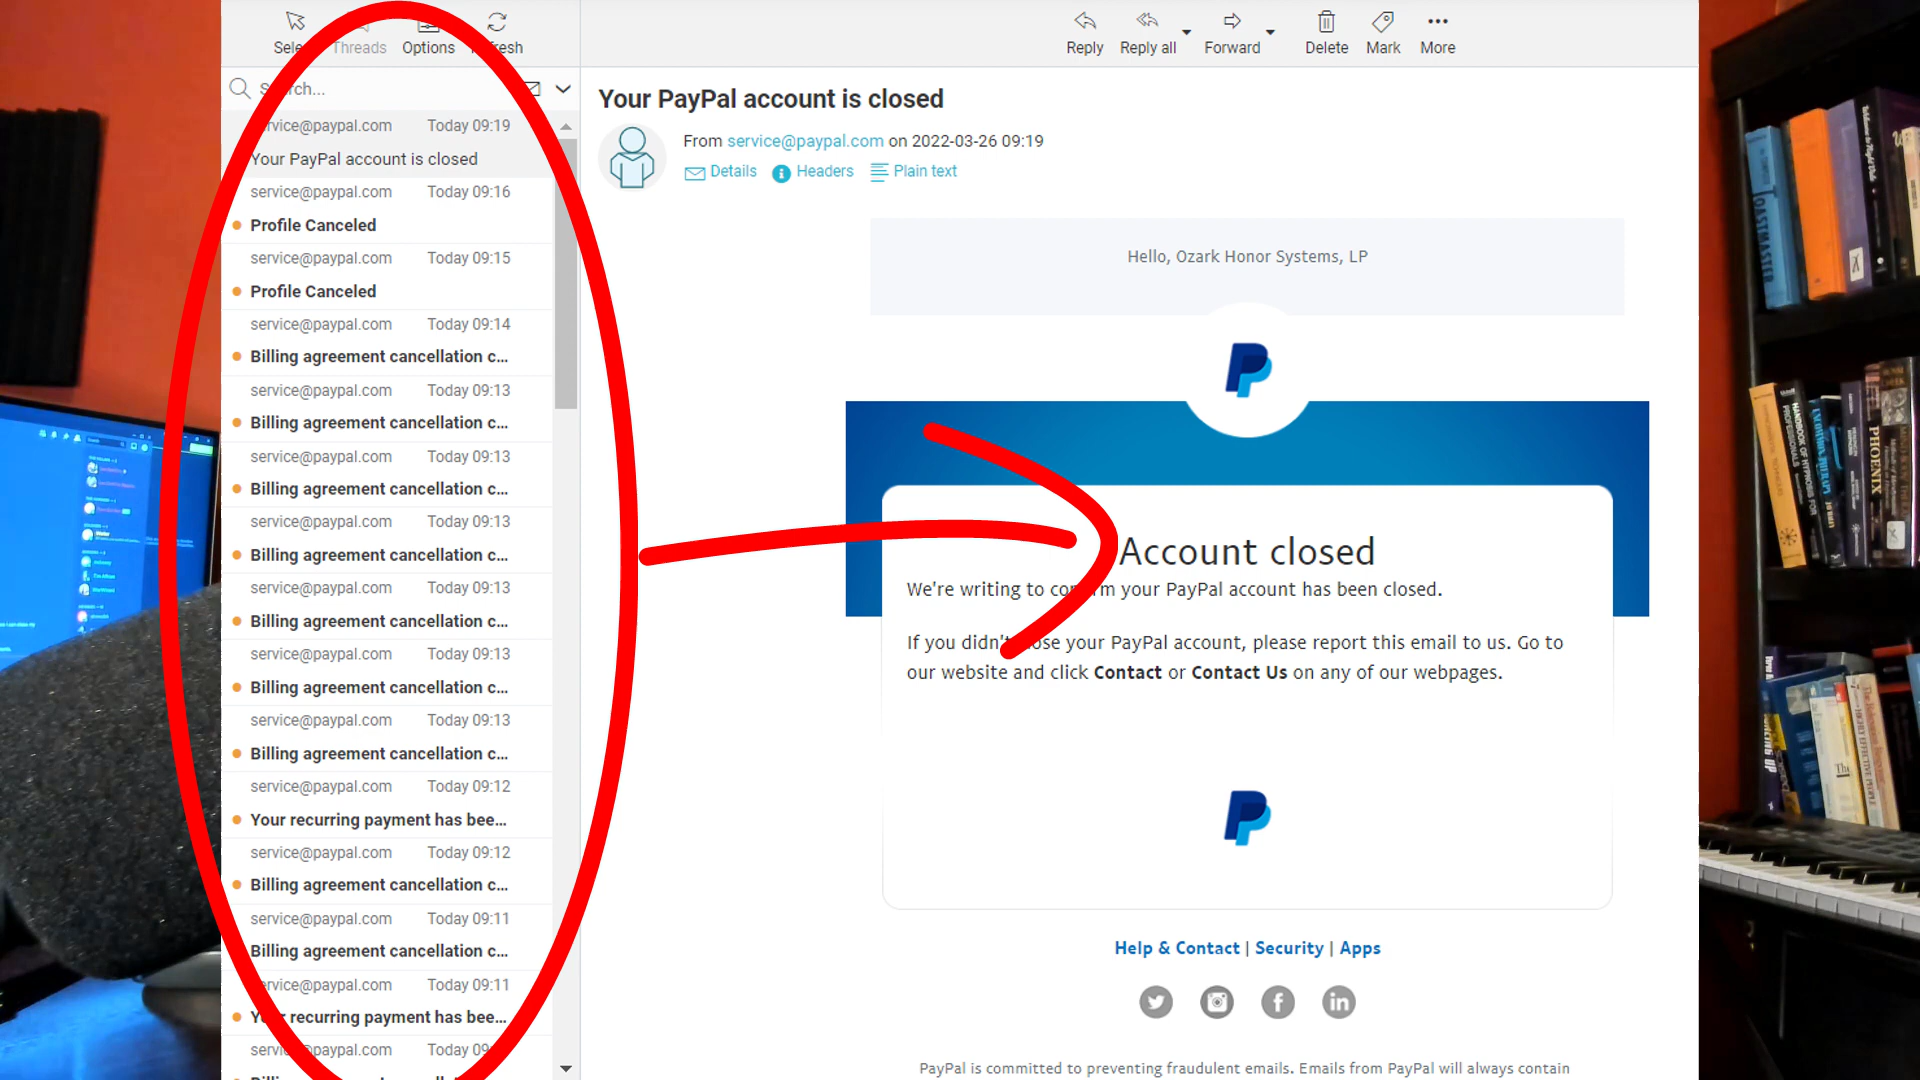 Threads
Options
Reply
Reply all
Forward
Delete
Mark
More
Your PayPal account is closed
From service@paypal.com on 2022-03-26 09:19
Details
Headers
Plain text
Today 09:19
Your PayPal account is closed
service@paypal.com Today 09:16
Profile Canceled
service@paypal.com Today 09:15
Profile Canceled
service@paypal.com Today 09:14
Billing agreement cancellation c...
service@paypal.com Today 09:13
Billing agreement cancellation c...
service@paypal.com Today 09:13
Billing agreement cancellation c...
service@paypal.com Today 09:13
Billing agreement cancellation c...
service@paypal.com Today 09:13
Billing agreement cancellation c...
service@paypal.com Today 09:13
Billing agreement cancellation c...
service@paypal.com Today 09:13
Billing agreement cancellation c...
service@paypal.com Today 09:12
Your recurring payment has bee...
service@paypal.com Today 09:12
Billing agreement cancellation c...
service@paypal.com Today 09:11
Billing agreement cancellation c...
Today 09:11
recurring payment has bee...
Hello, Ozark Honor Systems, LP
Account closed
We're writing to your PayPal account has been closed.
If you your PayPal account, please report this email to us. Go to
our website and click Contact or Contact Us on any of our webpages.
Help & Contact | Security | Apps
PayPal is committed to preventing fraudulent emails. Emails from PayPal will always contain
TOASTMASTER
PHOENIX